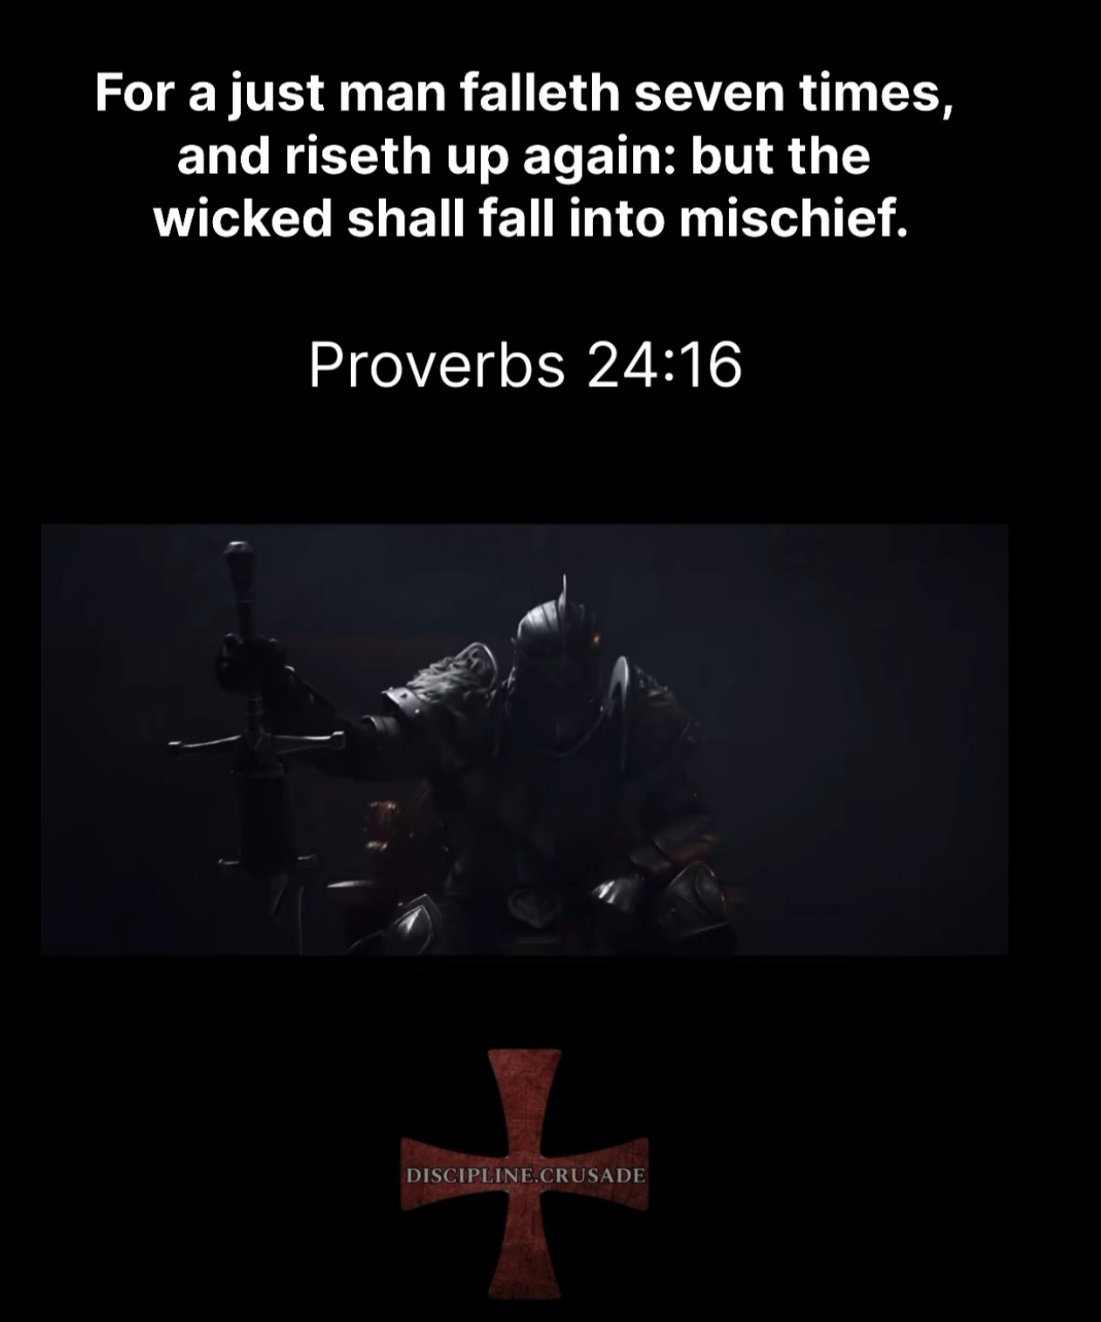 For a just man falleth seven times,
and riseth up again: but the
wicked shall fall into mischief.
Proverbs 24:16
DISCIPLINE.CRUSADE